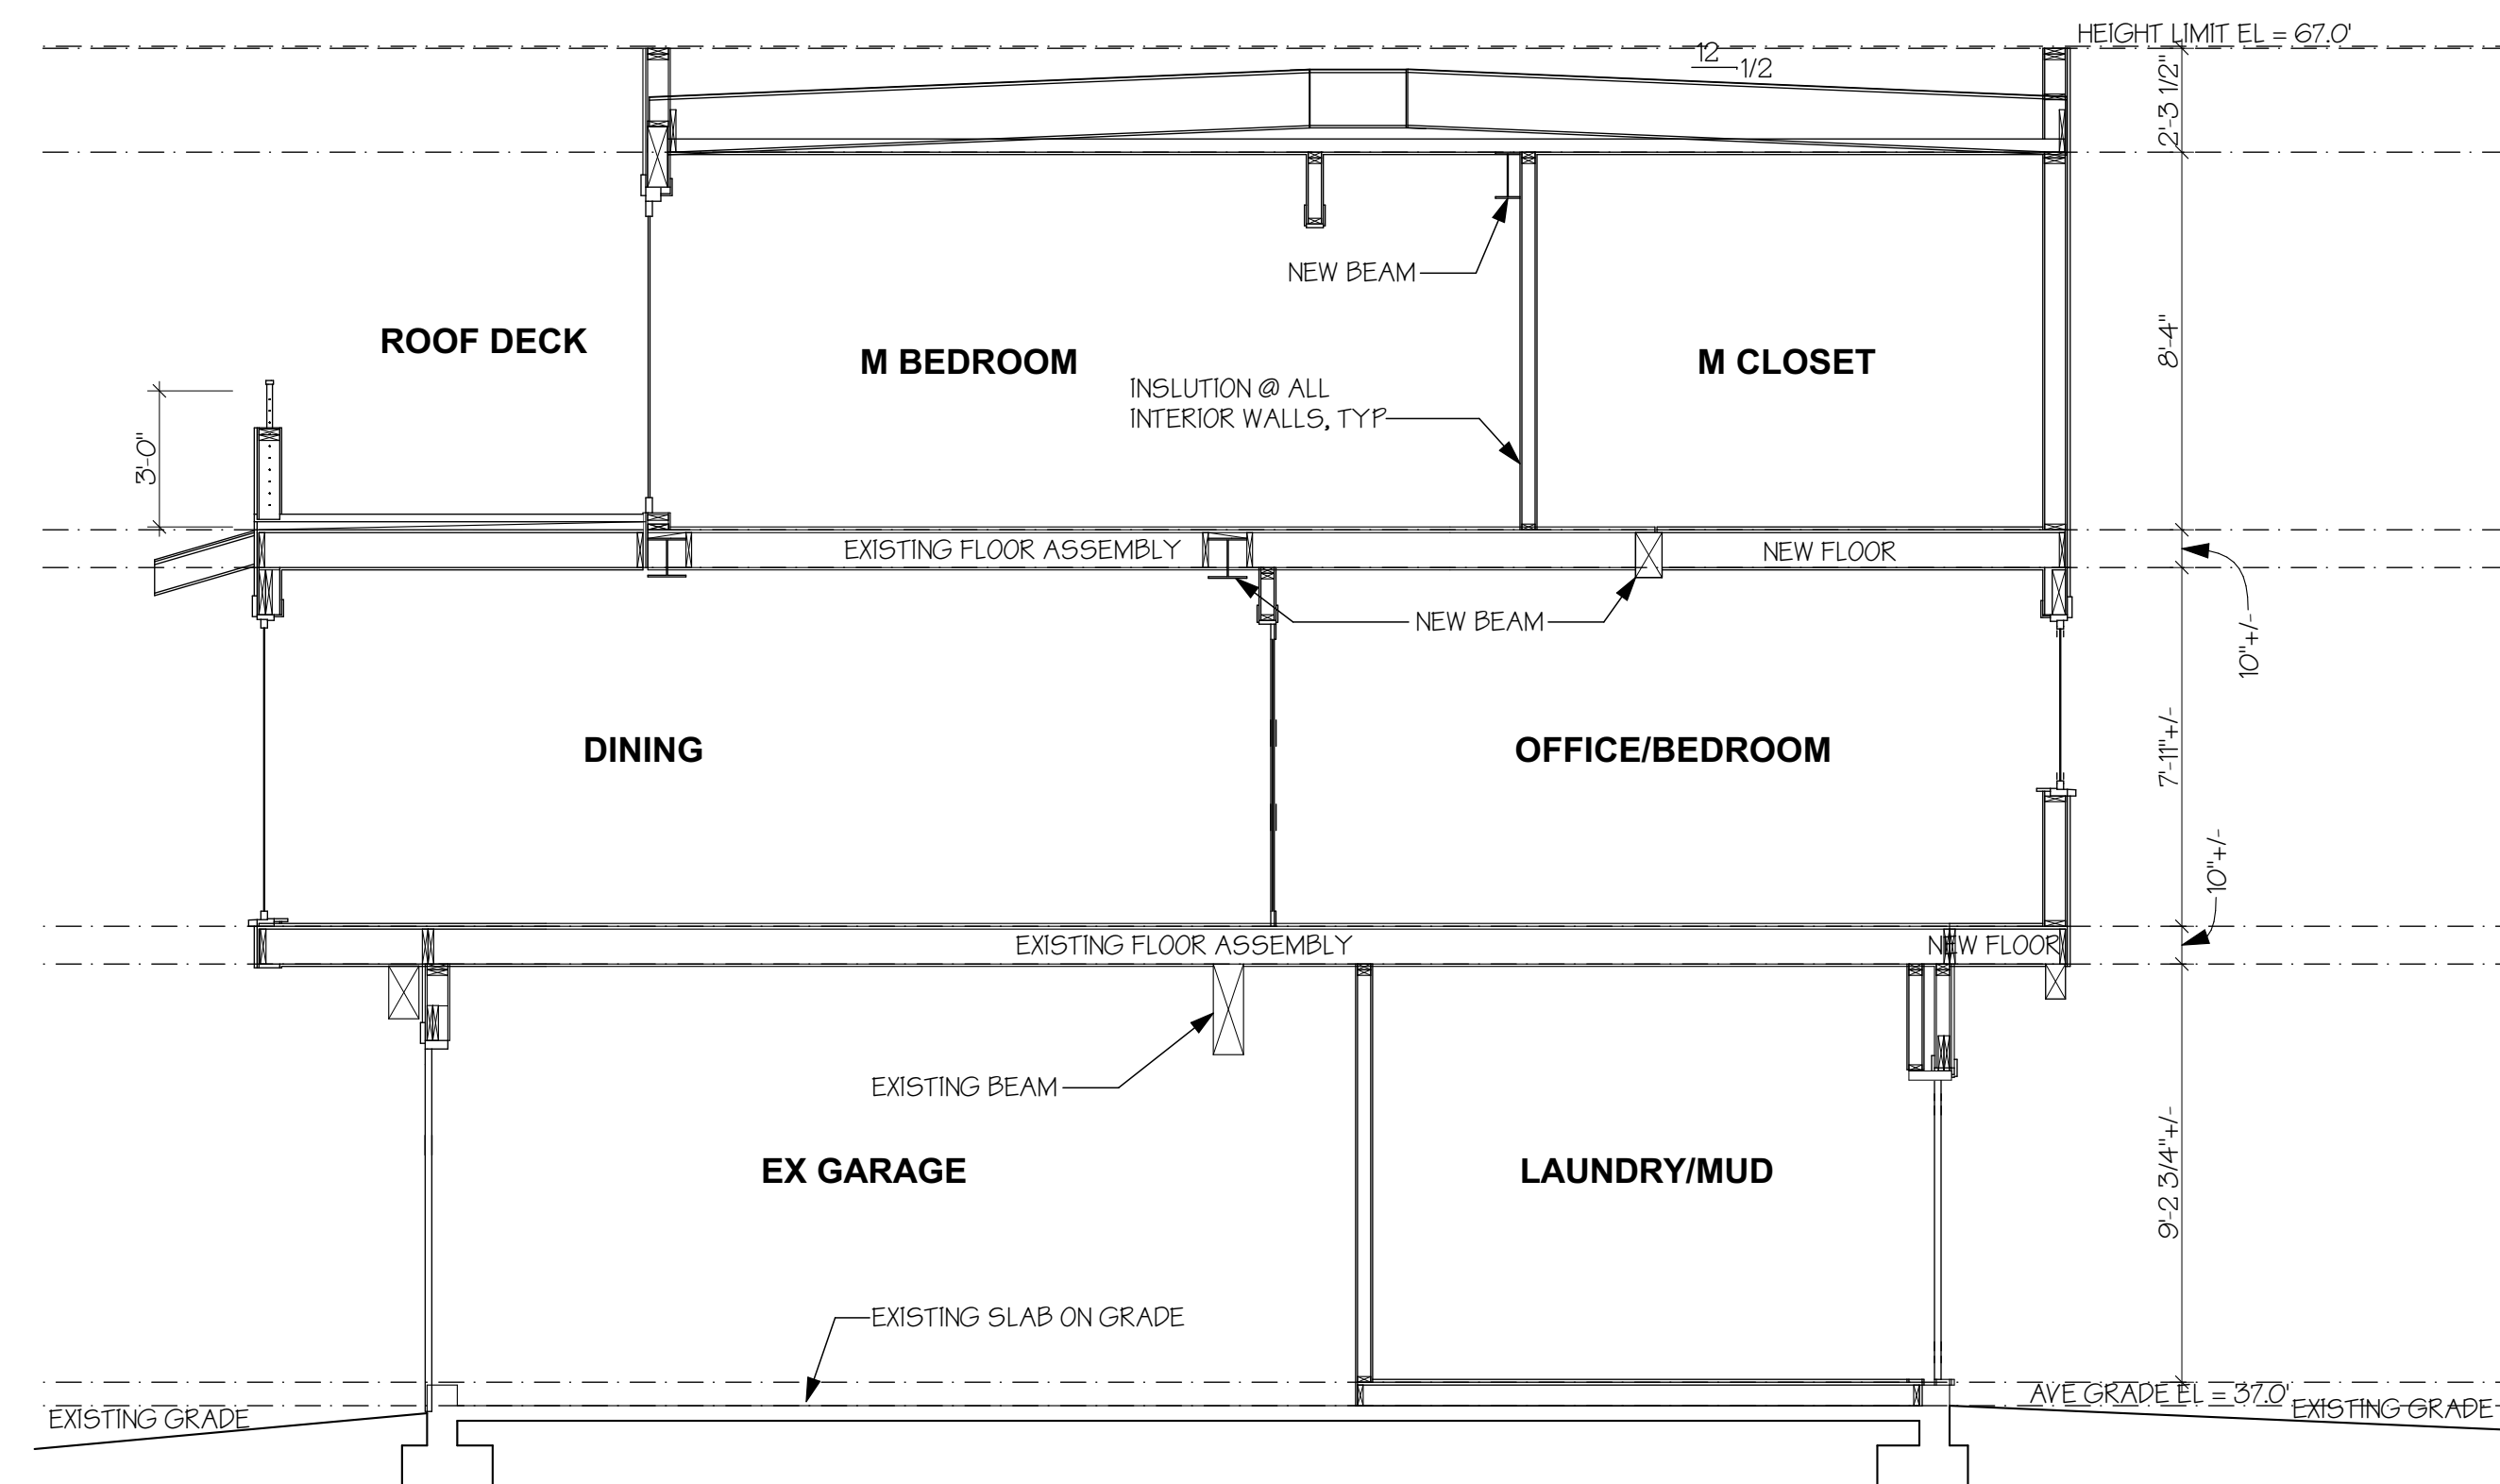 HEIGHT LIMIT EL = 67.0'
12
1/2
2'-3 1/2"
NEW BEAM
ROOF DECK
M BEDROOM
M CLOSET
8'-4"
INSLUTION @ ALL
INTERIOR WALLS, TYP
3'-0"
EXISTING FLOOR ASSEMBLY
NEW FLOOR
NEW BEAM
10"+/-
DINING
OFFICE/BEDROOM
7'-11"+/-
10"+/-
EXISTING FLOOR ASSEMBLY
NEW FLOOR
EXISTING BEAM
EX GARAGE
LAUNDRY/MUD
9'-2 3/4"+/-
EXISTING SLAB ON GRADE
AVE GRADE EL = 37.0'
EXISTING GRADE
EXISTING GRADE